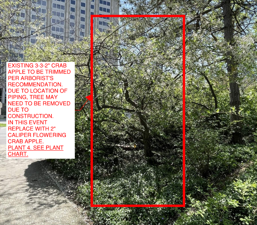 EXISTING 3-3-2" CRAB
APPLE TO BE TRIMMED
PER ARBORIST'S
RECOMMENDATION.
DUE TO LOCATION OF
PIPING, TREE MAY
NEED TO BE REMOVED
DUE TO
CONSTRUCTION.
IN THIS EVENT
REPLACE WITH 2"
CALIPER FLOWERING
CRAB APPLE.
PLANT 4. SEE PLANT
CHART.